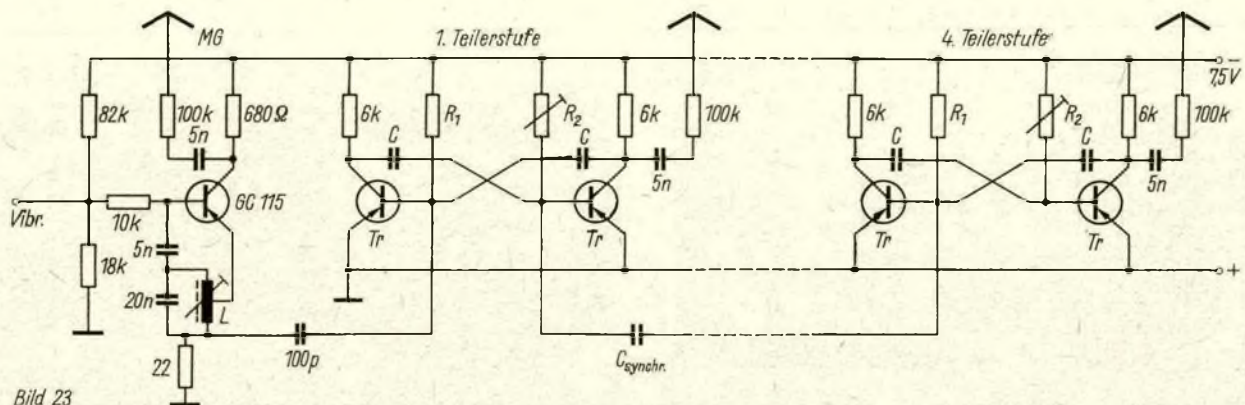 MG
1. Teilerstufe
4. Teilerstufe
–
7,5V
82k
100k
5n
680 Ω
6k
R1
C
R2
C
6k
5n
100k
6k
R1
C
R2
C
6k
5n
100k
Vibr.
10k
GC 115
Tr
Tr
Tr
Tr
18k
5n
20n
L
+
22
100p
Csynchr.
Bild 23